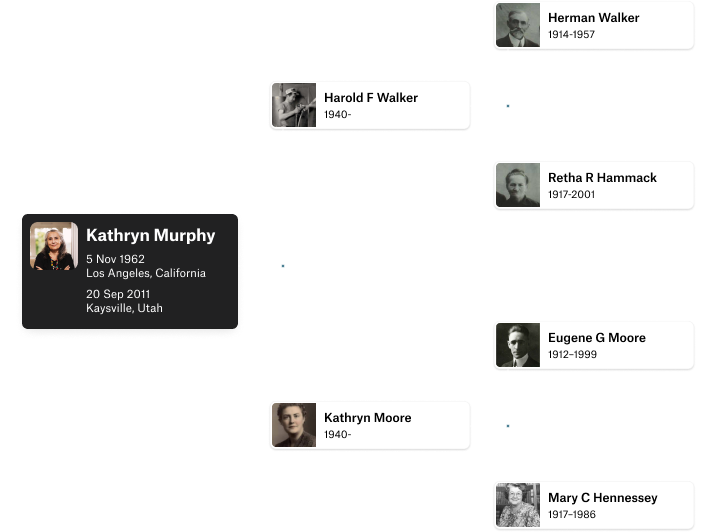 Herman Walker
1914-1957
Harold F Walker
1940-
Retha R Hammack
1917-2001
Kathryn Murphy
5 Nov 1962
Los Angeles, California
20 Sep 2011
Kaysville, Utah
Eugene G Moore
1912–1999
Kathryn Moore
1940-
Mary C Hennessey
1917–1986